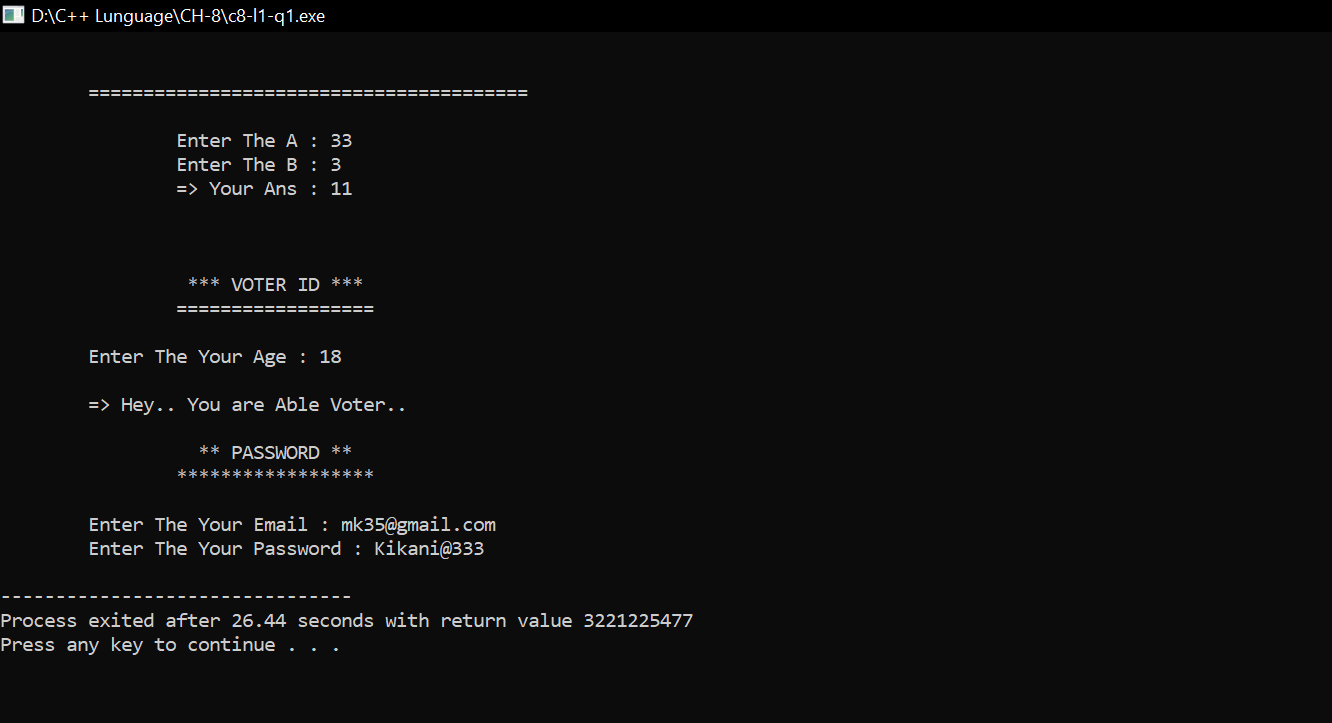 D:\C++ Lunguage\CH-8\c8-l1-q1.exe
========================================
Enter The A : 33
Enter The B : 3
=> Your Ans : 11
*** VOTER ID ***
==================
Enter The Your Age : 18
=> Hey.. You are Able Voter..
** PASSWORD **
******************
Enter The Your Email : mk35@gmail.com
Enter The Your Password : Kikani@333
--------------------------------
Process exited after 26.44 seconds with return value 3221225477
Press any key to continue . . .